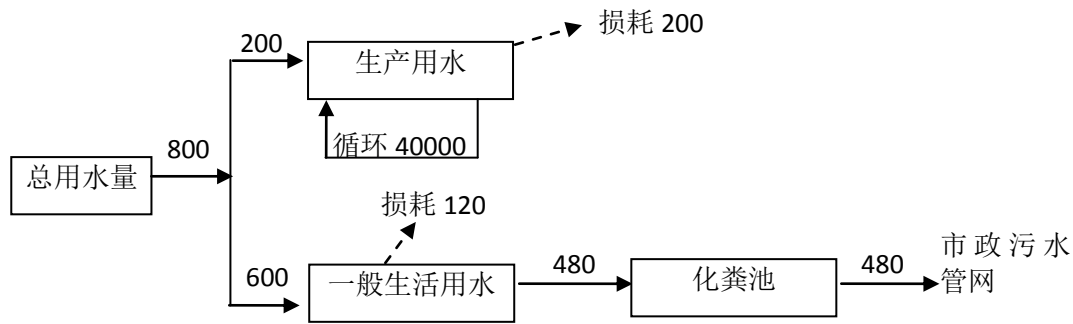 损耗 200
200
生产用水
循环 40000
800
总用水量
损耗 120
600
一般生活用水
480
化粪池
480
市政污水
管网